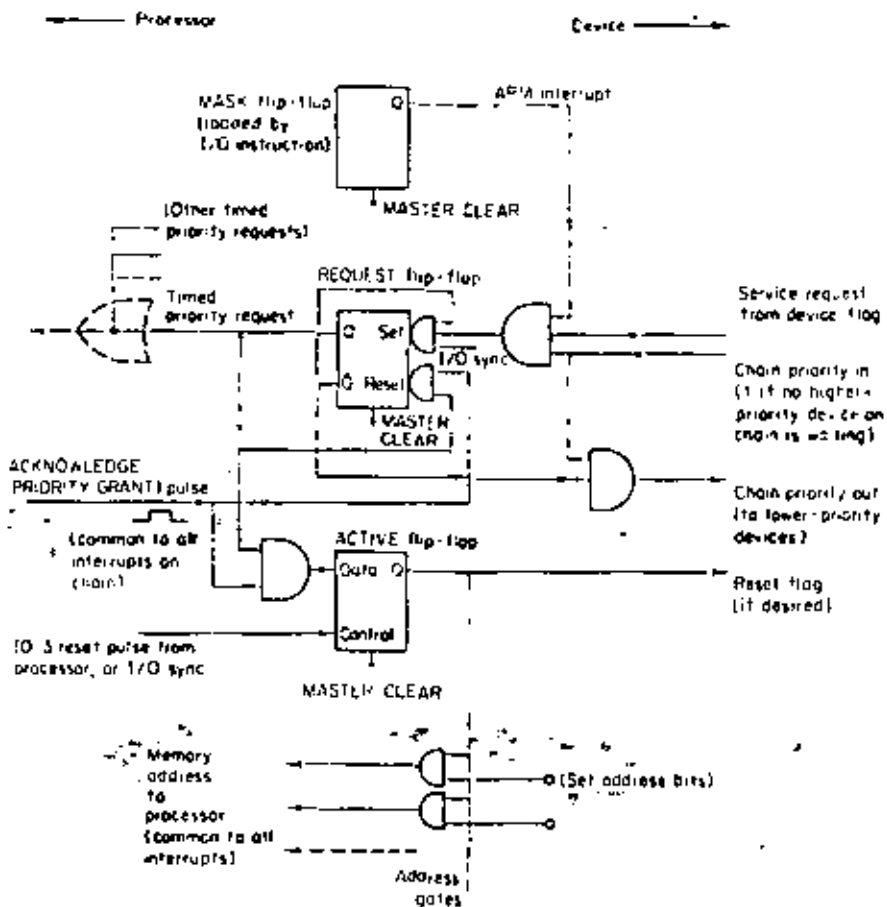 Processor
Device
MASK flip-flop
(loaded by
I/O instruction)
Q
ARM interrupt
MASTER CLEAR
(Other timed
priority requests)
REQUEST flip-flop
Timed
priority request
Q
Set
I/O sync
Q̅
Reset
MASTER
CLEAR
Service request
from device flag
Chain priority in
(1 if no higher-
priority device on
chain is waiting)
ACKNOWLEDGE
PRIORITY GRANT) pulse
(common to all
interrupts on
chain)
Chain priority out
(to lower-priority
devices)
ACTIVE flip-flop
Data
Q
Control
Reset flag
(if desired)
reset pulse from
processor, or I/O sync
MASTER CLEAR
Memory
address
to
processor
(common to all
interrupts)
(Set address bits)
Address
gates